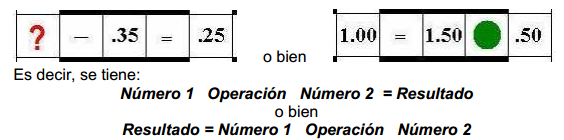 ? — .35 = .25
o bien
1.00 = 1.50 .50
Es decir, se tiene:
Número 1 Operación Número 2 = Resultado
o bien
Resultado = Número 1 Operación Número 2